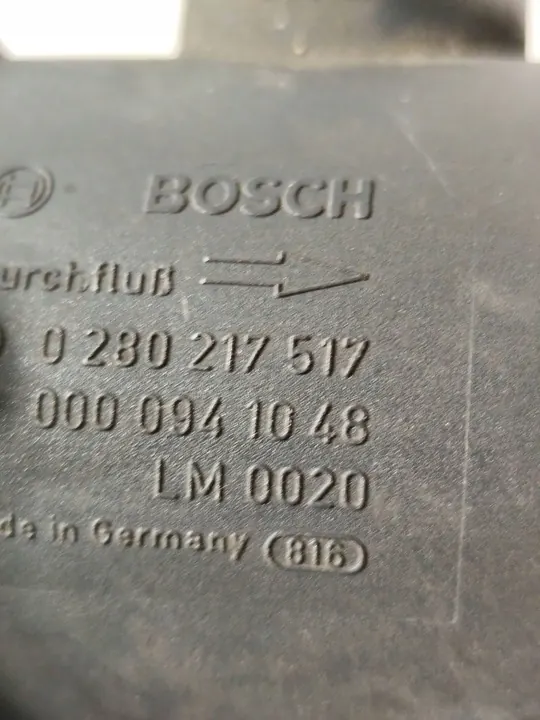 BOSCH
urchfluß
0 280 217 517
000 094 10 48
LM 0020
de in Germany 816